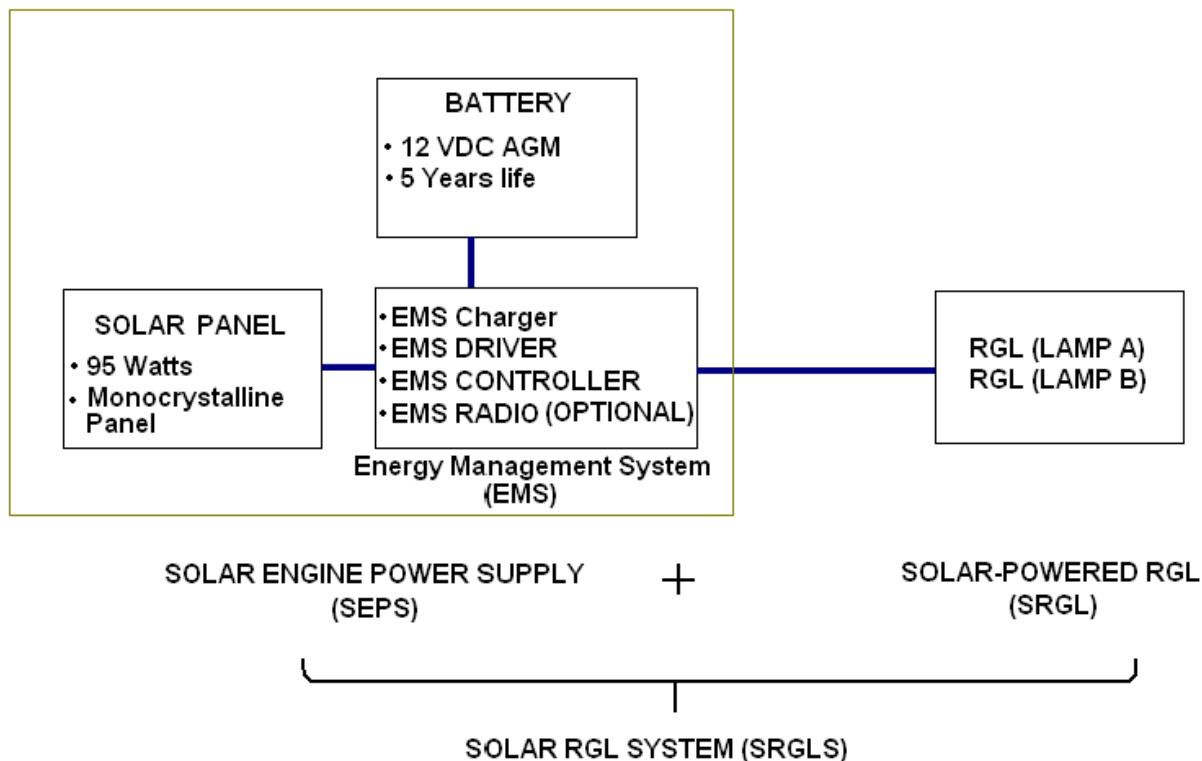 BATTERY
• 12 VDC AGM
• 5 Years life
SOLAR PANEL
• 95 Watts
• Monocrystalline
Panel
• EMS Charger
• EMS DRIVER
• EMS CONTROLLER
• EMS RADIO (OPTIONAL)
Energy Management System
(EMS)
RGL (LAMP A)
RGL (LAMP B)
SOLAR ENGINE POWER SUPPLY
(SEPS)
+
SOLAR-POWERED RGL
(SRGL)
SOLAR RGL SYSTEM (SRGLS)